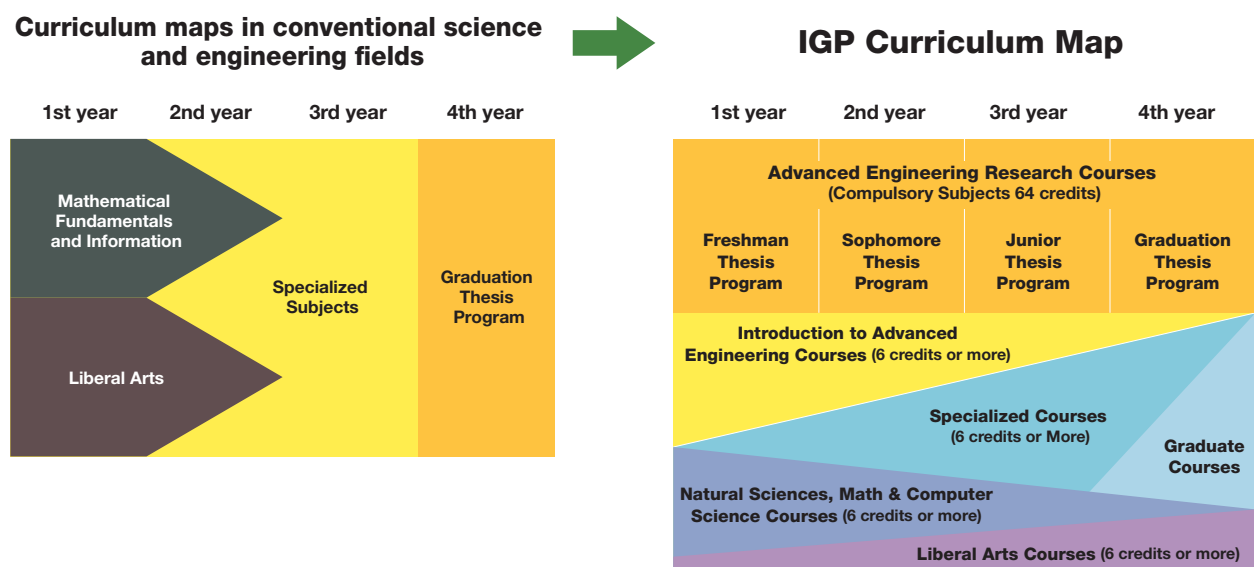 Curriculum maps in conventional science
and engineering fields
1st year 2nd year 3rd year 4th year
Mathematical
Fundamentals
and Information
Liberal Arts
Specialized
Subjects
Graduation
Thesis
Program
IGP Curriculum Map
1st year 2nd year 3rd year 4th year
Advanced Engineering Research Courses
(Compulsory Subjects 64 credits)
Freshman
Thesis
Program
Sophomore
Thesis
Program
Junior
Thesis
Program
Graduation
Thesis
Program
Introduction to Advanced
Engineering Courses (6 credits or more)
Specialized Courses
(6 credits or More)
Graduate
Courses
Natural Sciences, Math & Computer
Science Courses (6 credits or more)
Liberal Arts Courses (6 credits or more)